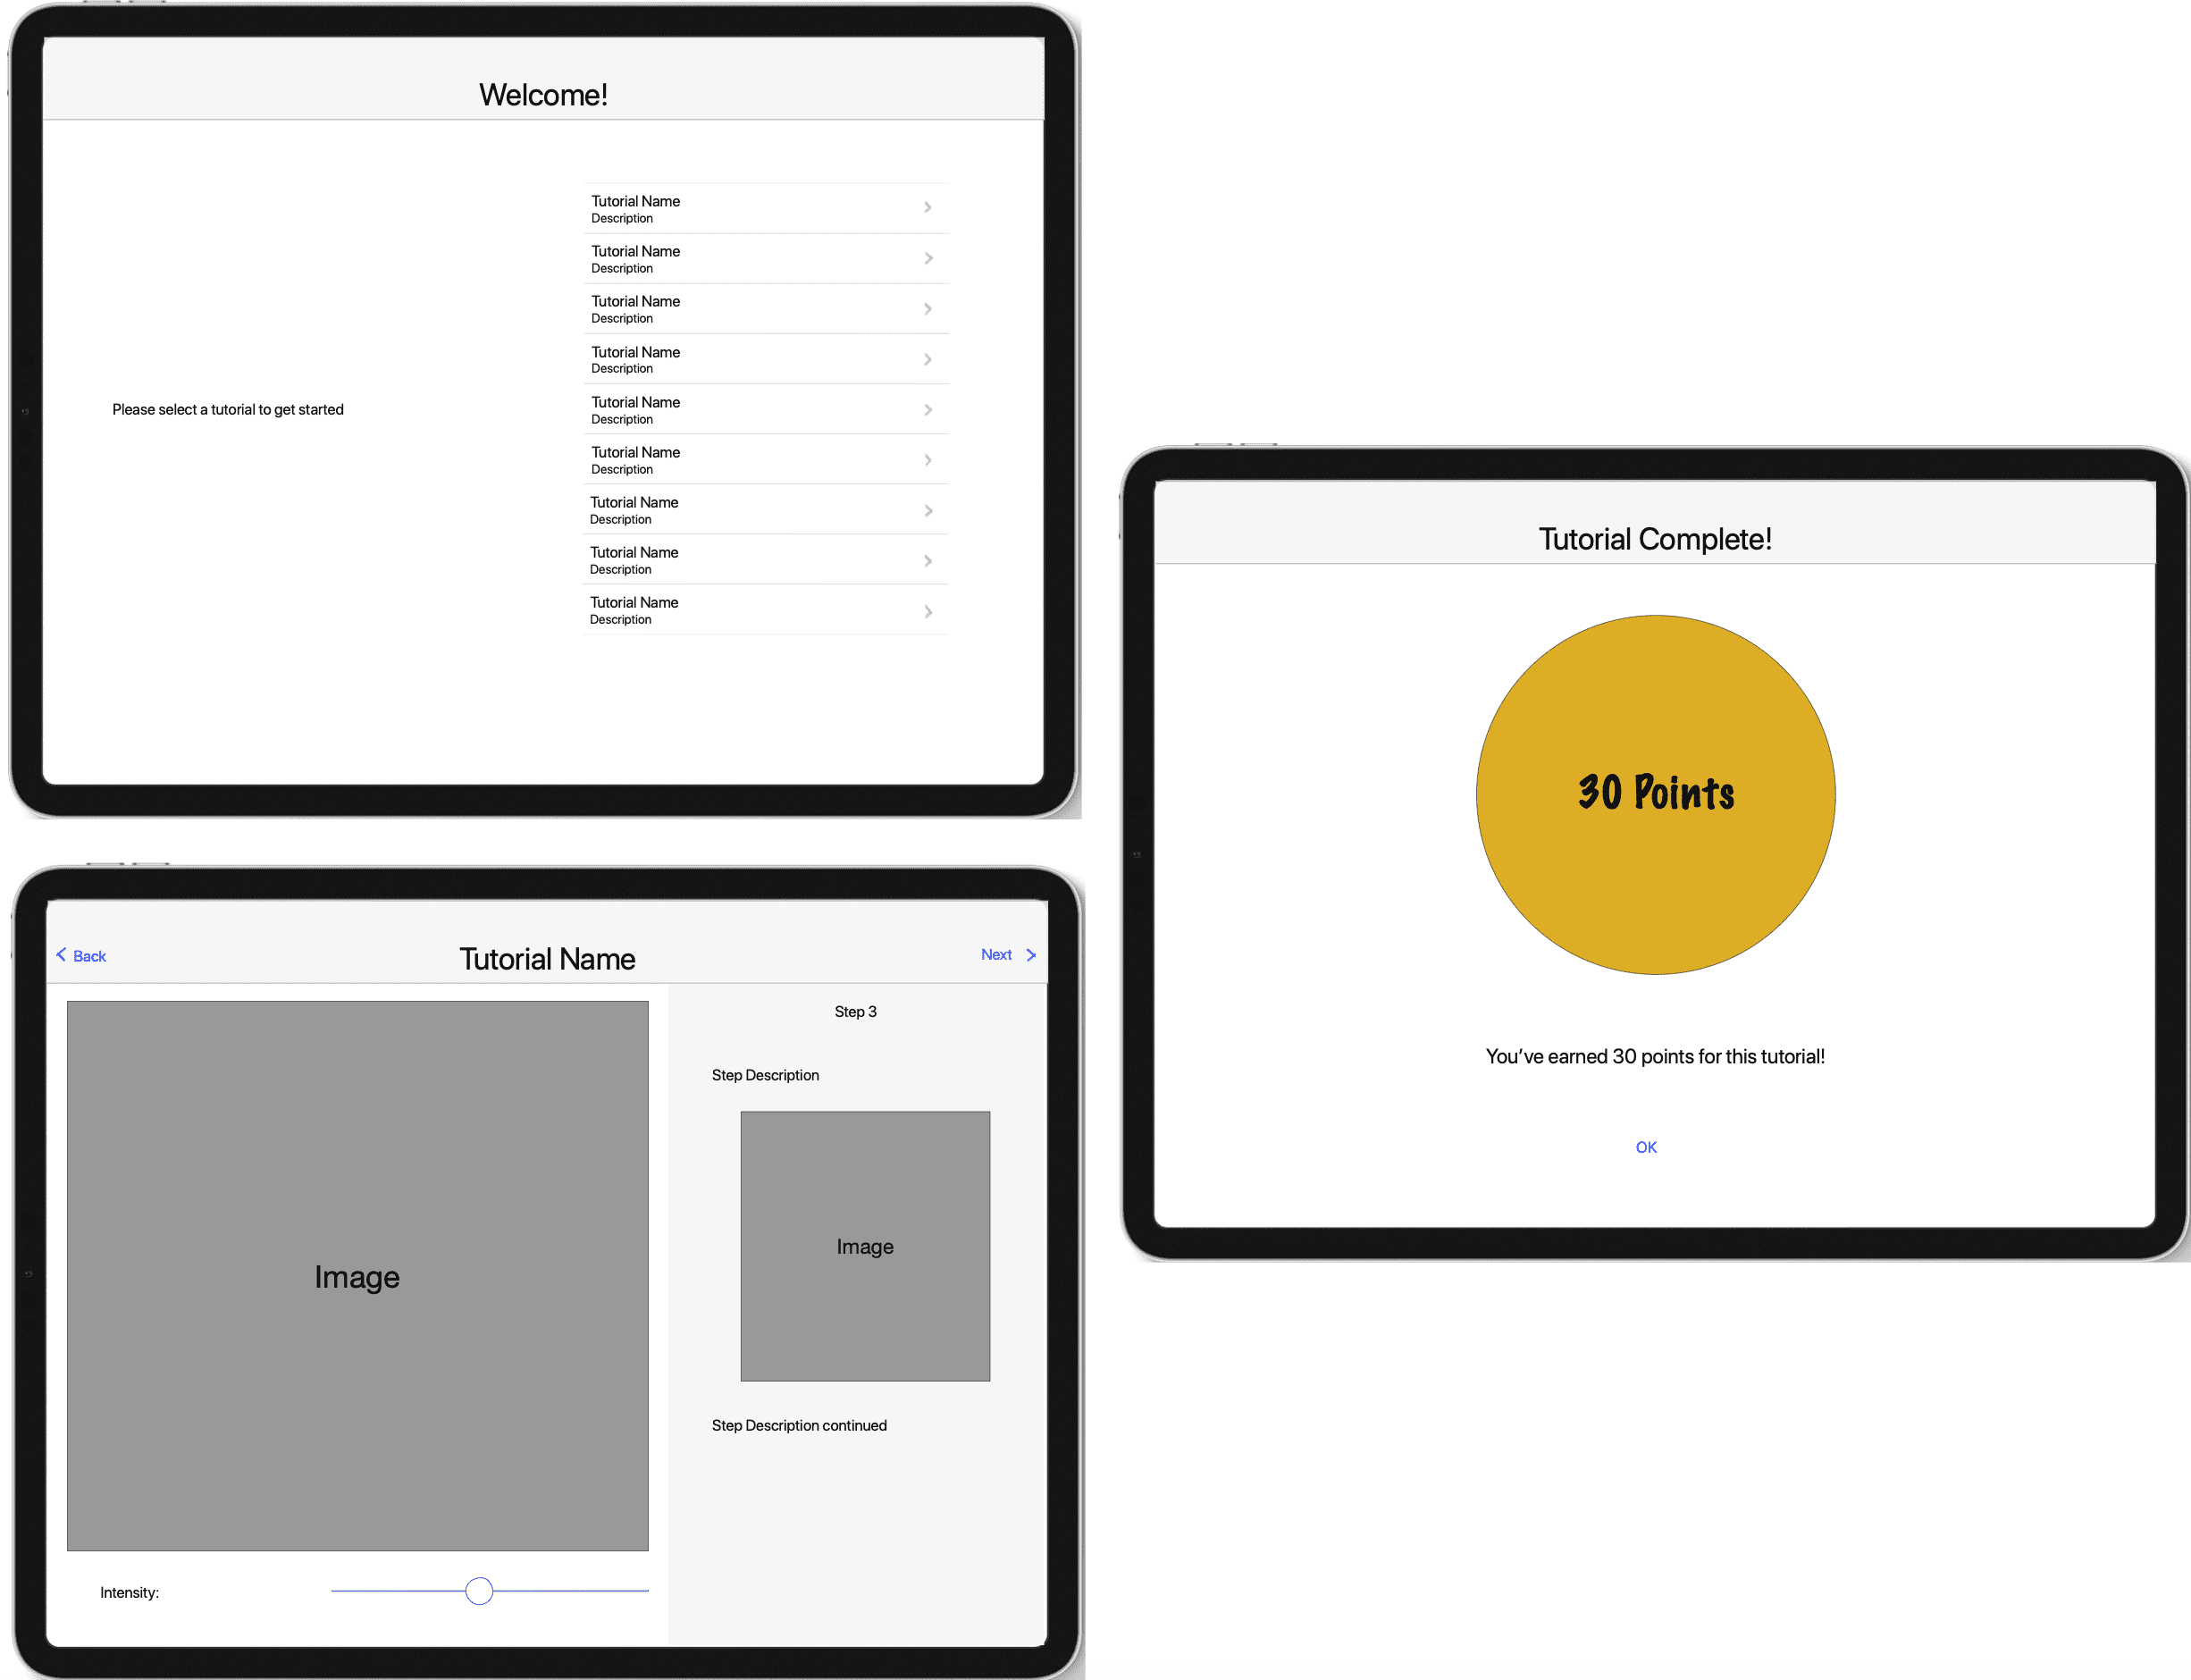 Welcome!
Please select a tutorial to get started
Tutorial Name
Description
Tutorial Name
Description
Tutorial Name
Description
Tutorial Name
Description
Tutorial Name
Description
Tutorial Name
Description
Tutorial Name
Description
Tutorial Name
Description
Tutorial Name
Description
Back
Tutorial Name
Next
Image
Intensity:
Step 3
Step Description
Image
Step Description continued
Tutorial Complete!
30 Points
You've earned 30 points for this tutorial!
OK